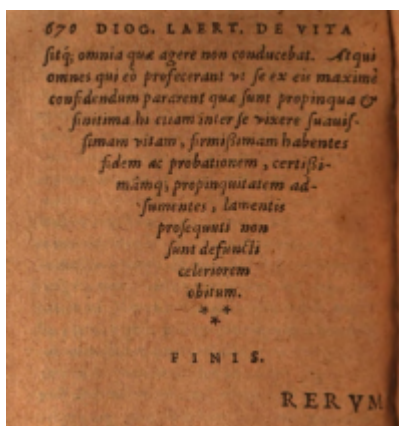 670 DIOG. LAERT. DE VITA
sitq́; omnia quæ agere non conducebat. Atqui
omnes qui eò profecerant vt se ex eis maximè
confidendum pararent quæ sunt propinqua &
finitima hi etiam inter se vixere suauis-
simam vitam, firmißimam habentes
fidem ac probationem, certißi-
mámq; propinquitatem ad-
sumentes, lamentis
prosequuti non
sunt defuncti
celeriorem
obitum.
***
FINIS.
RERVM